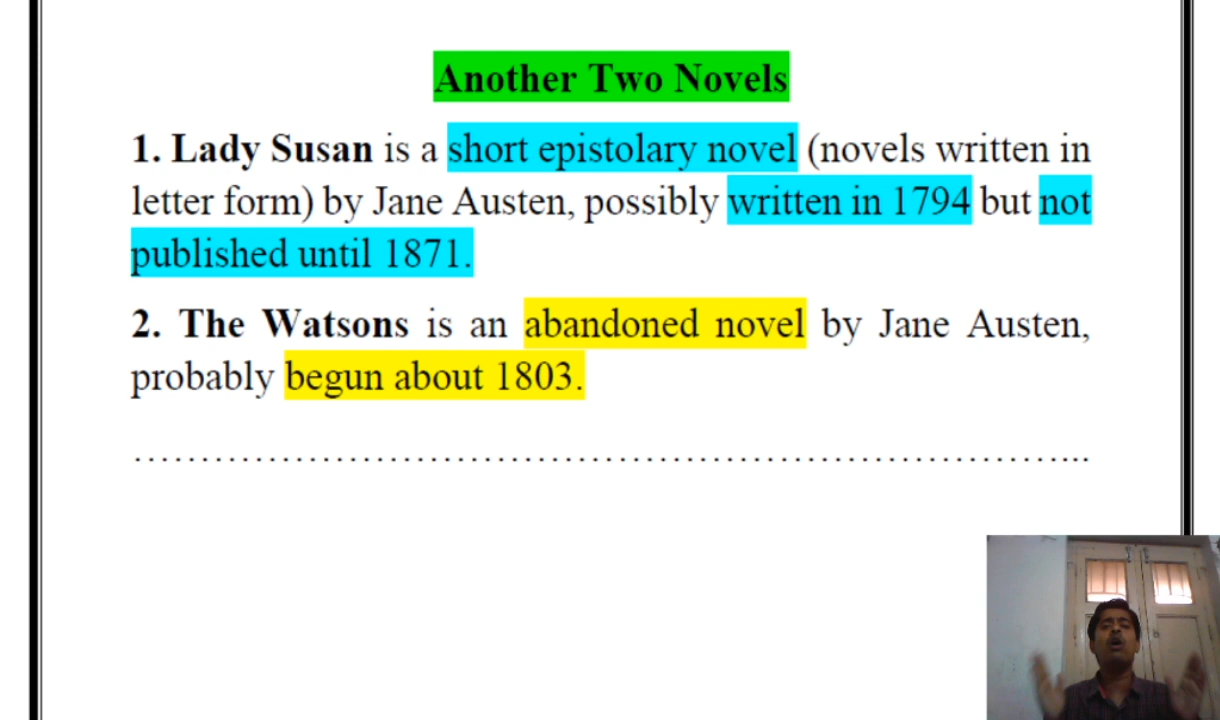 Another Two Novels
1. Lady Susan is a short epistolary novel (novels written in
letter form) by Jane Austen, possibly written in 1794 but not
published until 1871.
2. The Watsons is an abandoned novel by Jane Austen,
probably begun about 1803.
………………………………………………………………..